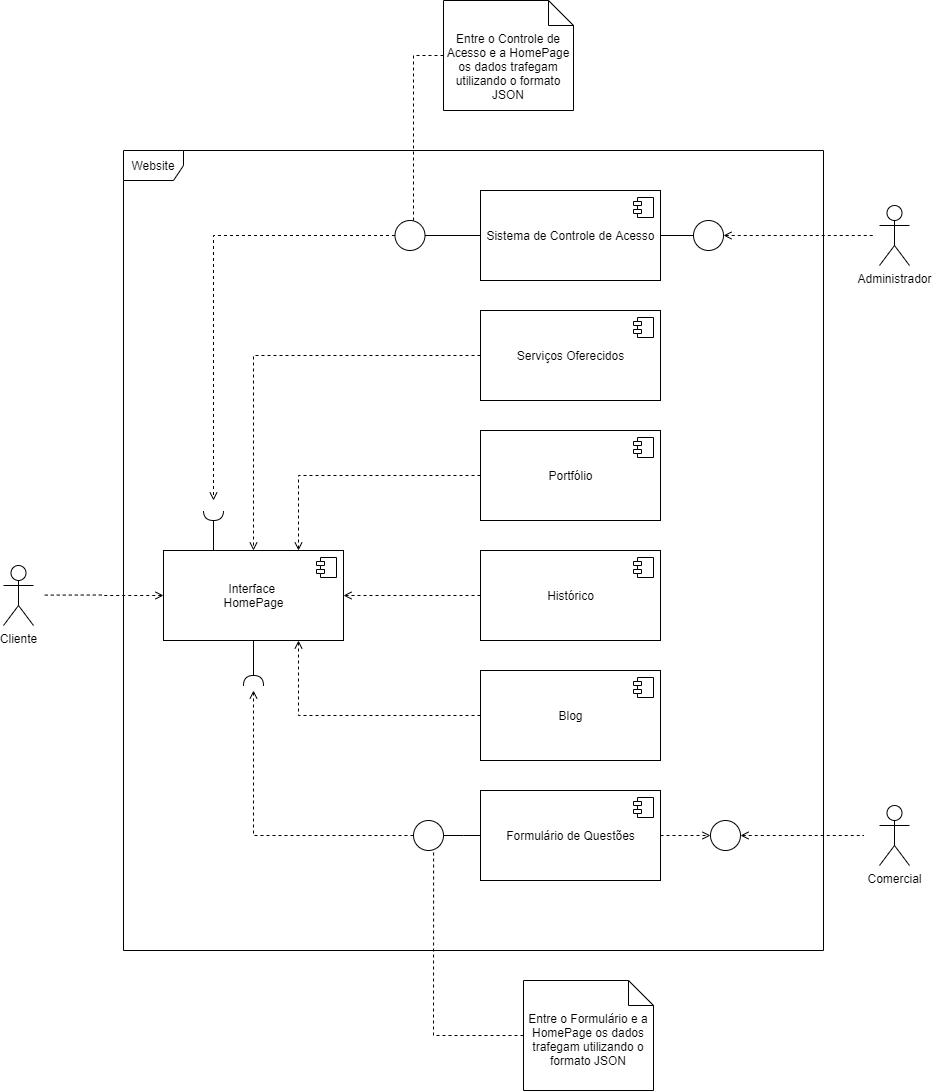 Entre o Controle de
Acesso e a HomePage
os dados trafegam
utilizando o formato
JSON
Website
Sistema de Controle de Acesso
Administrador
Serviços Oferecidos
Portfólio
Interface
HomePage
Histórico
Cliente
Blog
Formulário de Questões
Comercial
Entre o Formulário e a
HomePage os dados
trafegam utilizando o
formato JSON